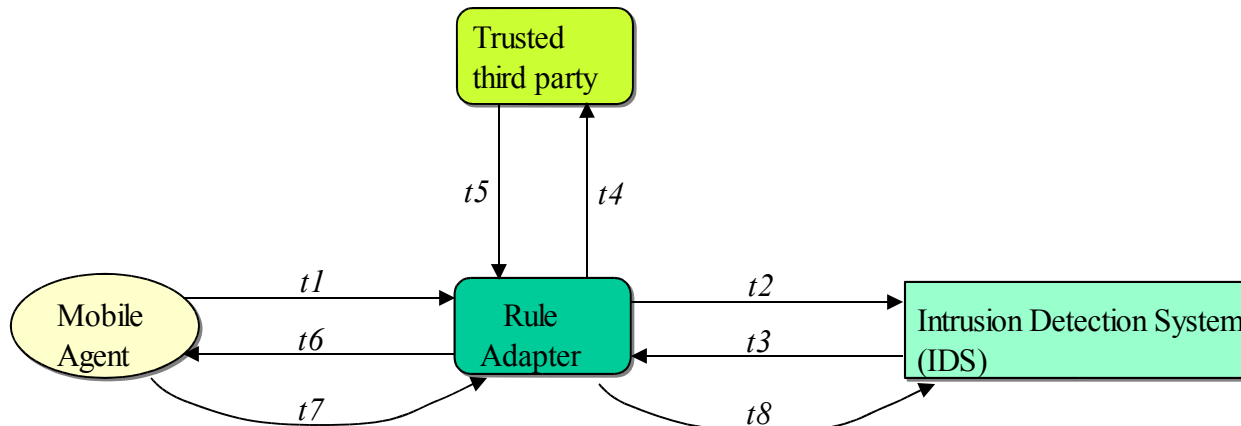 Trusted
third party
t5
t4
t1
t2
Mobile
Agent
Rule
Adapter
Intrusion Detection System
(IDS)
t6
t3
t7
t8